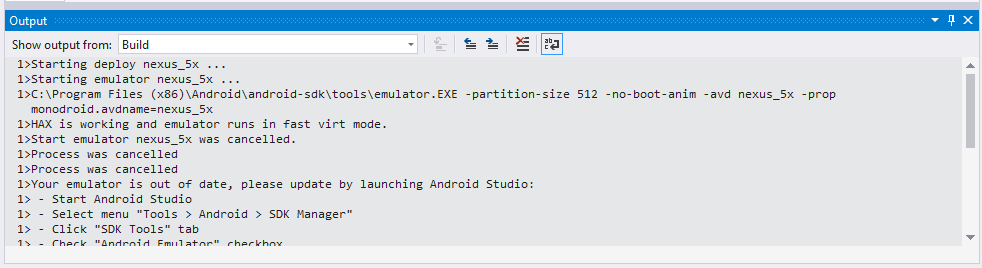 Output
Show output from: Build
1>Starting deploy nexus_5x ...
1>Starting emulator nexus_5x ...
1>C:\Program Files (x86)\Android\android-sdk\tools\emulator.EXE -partition-size 512 -no-boot-anim -avd nexus_5x -prop
monodroid.avdname=nexus_5x
1>HAX is working and emulator runs in fast virt mode.
1>Start emulator nexus_5x was cancelled.
1>Process was cancelled
1>Process was cancelled
1>Your emulator is out of date, please update by launching Android Studio:
1> - Start Android Studio
1> - Select menu "Tools > Android > SDK Manager"
1> - Click "SDK Tools" tab
1> - Check "Android Emulator" checkbox